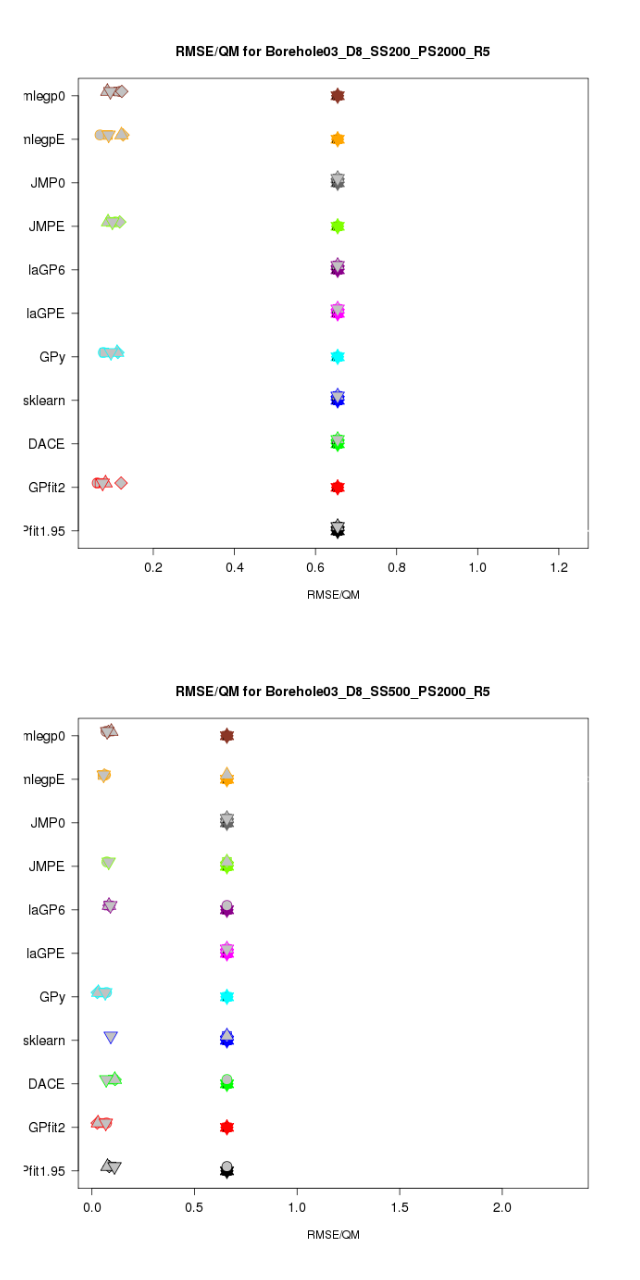 RMSE/QM for Borehole03_D8_SS200_PS2000_R5
mlegp0
mlegpE
JMP0
JMPE
laGP6
laGPE
GPy
sklearn
DACE
GPfit2
Pfit1.95
0.2 0.4 0.6 0.8 1.0 1.2
RMSE/QM
RMSE/QM for Borehole03_D8_SS500_PS2000_R5
mlegp0
mlegpE
JMP0
JMPE
laGP6
laGPE
GPy
sklearn
DACE
GPfit2
Pfit1.95
0.0 0.5 1.0 1.5 2.0
RMSE/QM